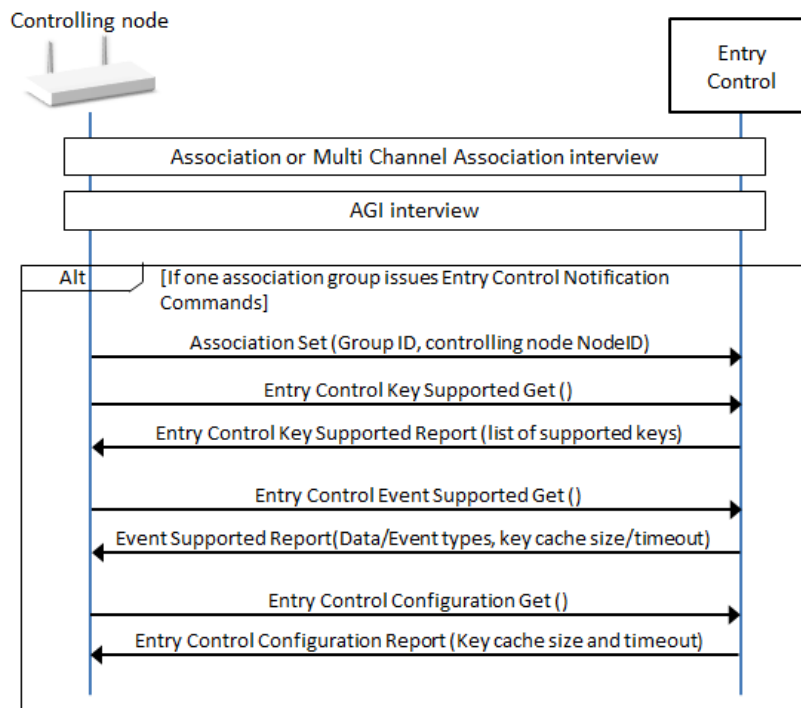 Controlling node
Entry
Control
Association or Multi Channel Association interview
AGI interview
Alt
[If one association group issues Entry Control Notification
Commands]
Association Set (Group ID, controlling node NodeID)
Entry Control Key Supported Get ()
Entry Control Key Supported Report (list of supported keys)
Entry Control Event Supported Get ()
Event Supported Report(Data/Event types, key cache size/timeout)
Entry Control Configuration Get ()
Entry Control Configuration Report (Key cache size and timeout)